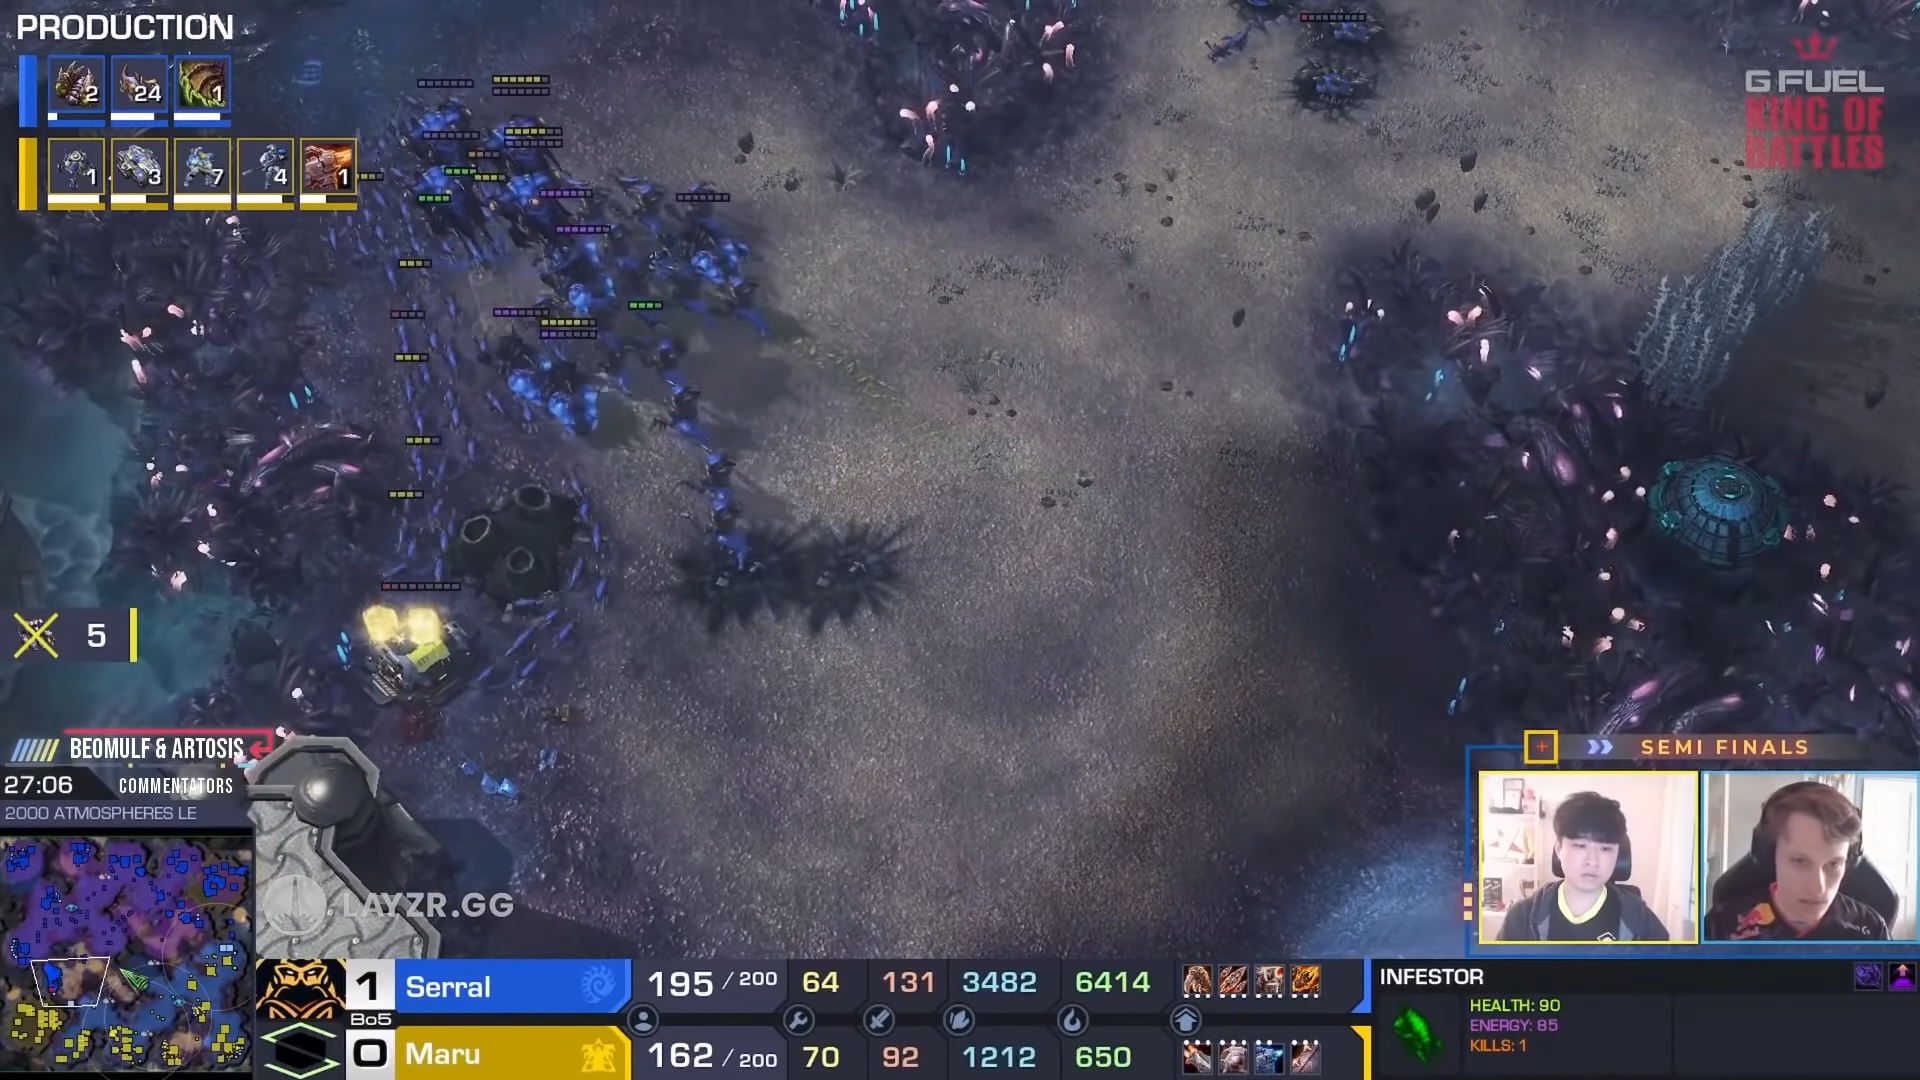 PRODUCTION
2 24 1
1 3 7 4 1
G FUEL
KING OF
BATTLES
5
BEOMULF & ARTOSIS
COMMENTATORS
27:06
2000 ATMOSPHERES LE
LAYZR.GG
SEMI FINALS
1 Serral 195 / 200 64 131 3482 6414
Bo5
0 Maru 162 / 200 70 92 1212 650
INFESTOR
HEALTH: 90
ENERGY: 85
KILLS: 1